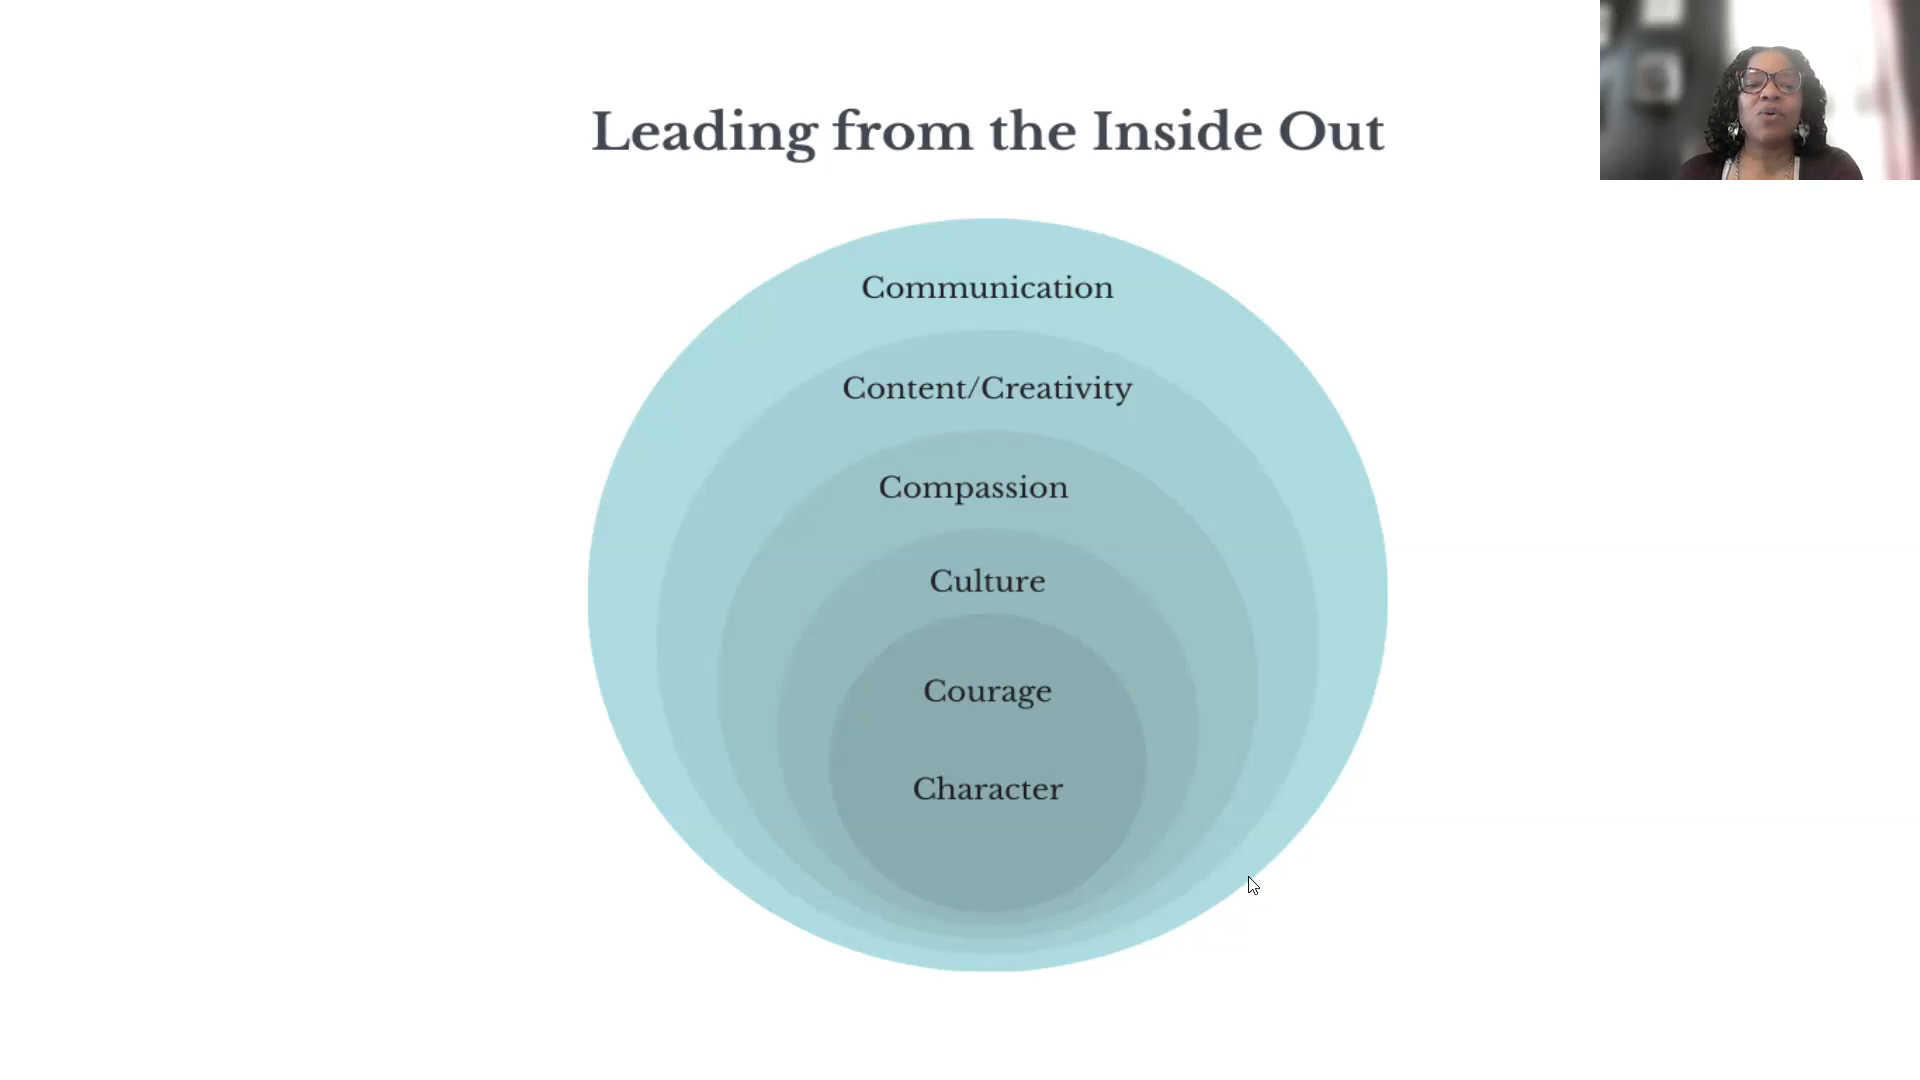 Leading from the Inside Out
Communication
Content/Creativity
Compassion
Culture
Courage
Character